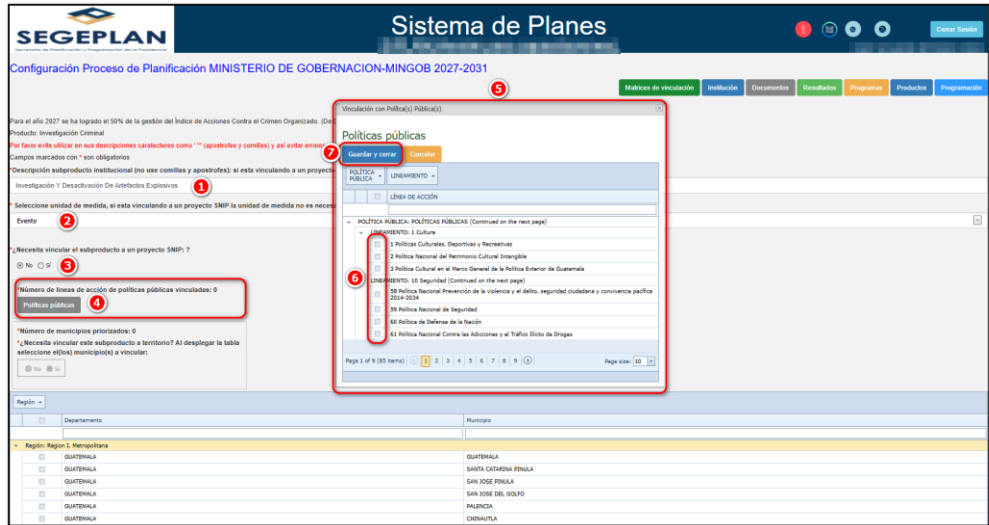 SEGEPLAN
Secretaría de Planificación y Programación de la Presidencia
Sistema de Planes
Cerrar Sesión
Configuración Proceso de Planificación MINISTERIO DE GOBERNACION-MINGOB 2027-2031
Matrices de vinculación
Institución
Documentos
Resultados
Programas
Productos
Programación
Para el año 2027 se ha logrado el 50% de la gestión del Índice de Acciones Contra el Crimen Organizado. (De
Producto: Investigación Criminal
Por favor evite utilizar en sus descripciones caratecteres como ' "" (apostrofes y comillas) y así evitar errores
Campos marcados con * son obligatorios
*Descripción subproducto institucional (no use comillas y apostrofes): si esta vinculando a un proyecto
Investigación Y Desactivación De Artefactos Explosivos
1
* Seleccione unidad de medida, si esta vinculando a un proyecto SNIP la unidad de medida no es neces
Evento
2
*¿Necesita vincular el subproducto a un proyecto SNIP: ?
No
Sí
3
*Número de líneas de acción de políticas públicas vinculadas: 0
Políticas públicas
4
*Número de municipios priorizados: 0
*¿Necesita vincular este subproducto a territorio? Al desplegar la tabla
seleccione el(los) municipio(s) a vincular:
No
Sí
5
Vinculación con Política(s) Pública(s)
Políticas públicas
7
Guardar y cerrar
Cancelar
POLÍTICA
PÚBLICA
LINEAMIENTO
LÍNEA DE ACCIÓN
POLÍTICA PÚBLICA: POLÍTICAS PÚBLICAS (Continued on the next page)
LINEAMIENTO: 1 Cultura
1 Políticas Culturales, Deportivas y Recreativas
2 Política Nacional del Patrimonio Cultural Intangible
3 Política Cultural en el Marco General de la Política Exterior de Guatemala
6
LINEAMIENTO: 10 Seguridad (Continued on the next page)
58 Política Nacional Prevención de la violencia y el delito, seguridad ciudadana y convivencia pacífica
2014-2034
59 Política Nacional de Seguridad
60 Política de Defensa de la Nación
61 Política Nacional Contra las Adicciones y el Tráfico Ilícito de Drogas
Page 1 of 9 (85 items) 1 2 3 4 5 6 7 8 9
Page size: 10
Región
Departamento
Municipio
Región: Region I. Metropolitana
GUATEMALA
GUATEMALA
GUATEMALA
SANTA CATARINA PINULA
GUATEMALA
SAN JOSE PINULA
GUATEMALA
SAN JOSE DEL GOLFO
GUATEMALA
PALENCIA
GUATEMALA
CHINAUTLA